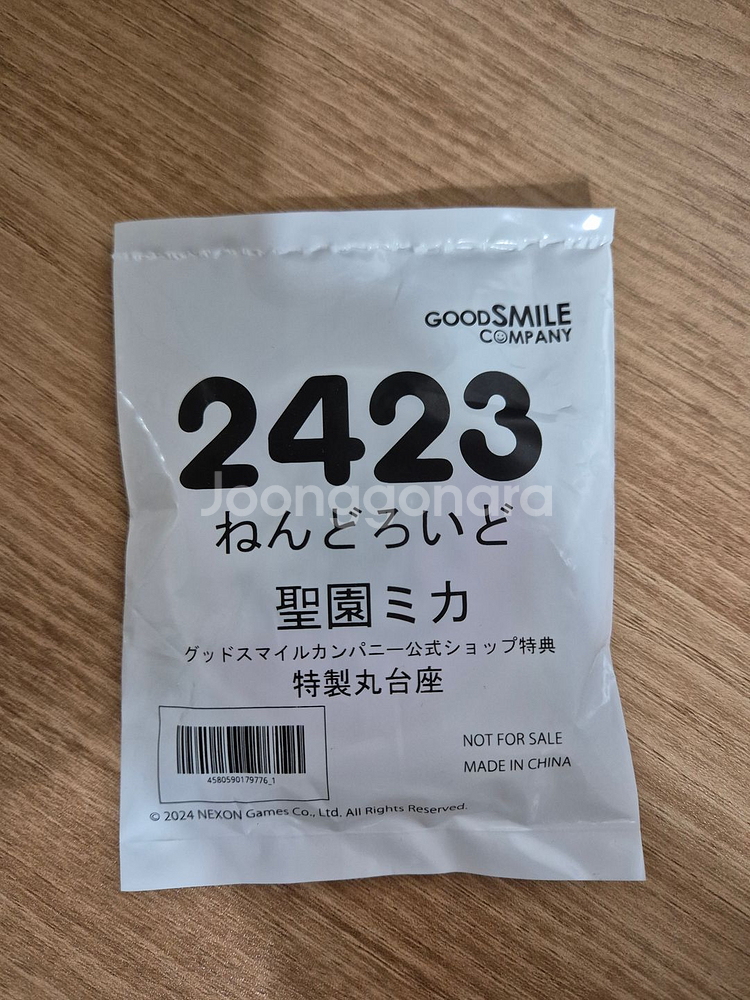 GOODSMILE
COMPANY
2423
Joonggonara
ねんどろいど
聖園ミカ
グッドスマイルカンパニー公式ショップ特典
特製丸台座
4580590179776_1
NOT FOR SALE
MADE IN CHINA
© 2024 NEXON Games Co., Ltd. All Rights Reserved.